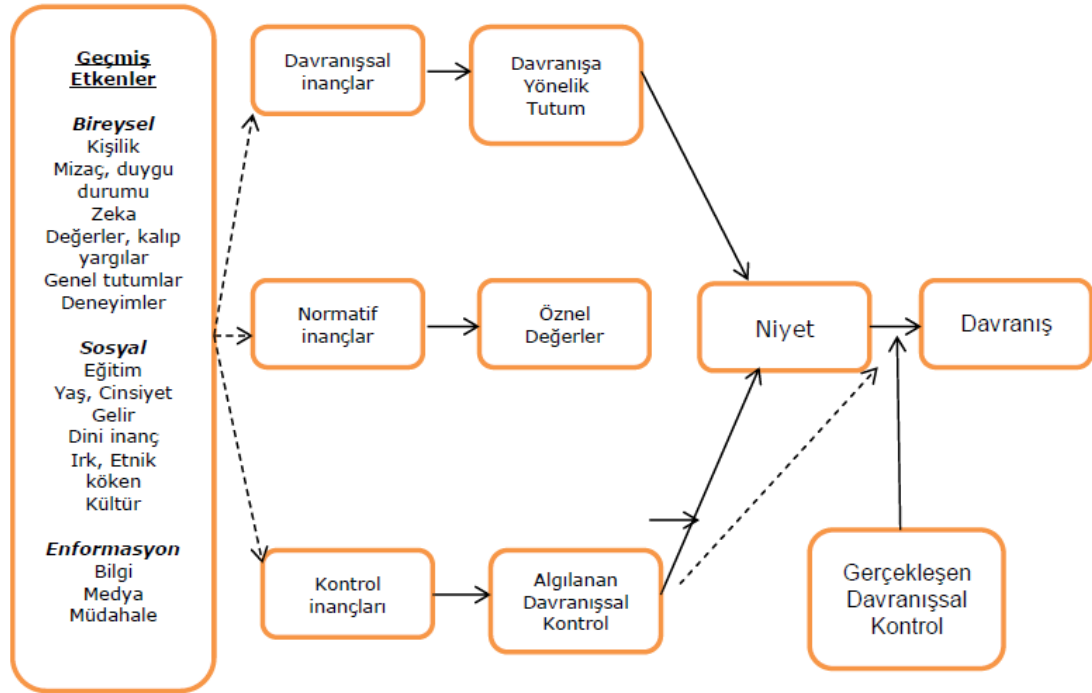 Geçmiş
Etkenler
Bireysel
Kişilik
Mizaç, duygu
durumu
Zeka
Değerler, kalıp
yargılar
Genel tutumlar
Deneyimler
Sosyal
Eğitim
Yaş, Cinsiyet
Gelir
Dini inanç
Irk, Etnik
köken
Kültür
Enformasyon
Bilgi
Medya
Müdahale
Davranışsal
inançlar
Davranışa
Yönelik
Tutum
Normatif
inançlar
Öznel
Değerler
Kontrol
inançları
Algılanan
Davranışsal
Kontrol
Niyet
Davranış
Gerçekleşen
Davranışsal
Kontrol